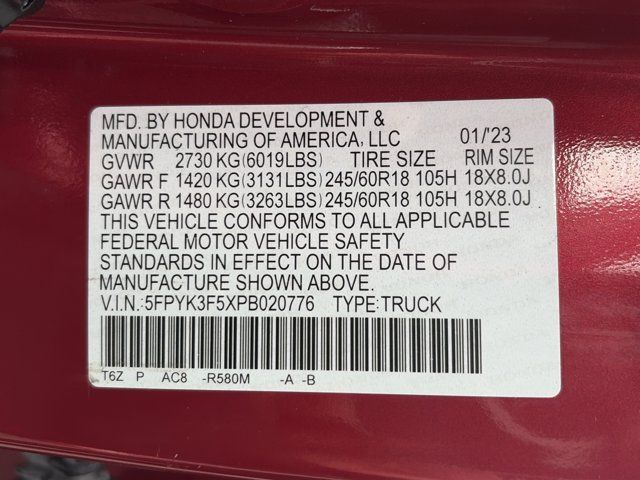 MFD. BY HONDA DEVELOPMENT &
MANUFACTURING OF AMERICA, LLC 01/'23
GVWR 2730 KG(6019LBS) TIRE SIZE RIM SIZE
GAWR F 1420 KG(3131LBS) 245/60R18 105H 18X8.0J
GAWR R 1480 KG(3263LBS) 245/60R18 105H 18X8.0J
THIS VEHICLE CONFORMS TO ALL APPLICABLE
FEDERAL MOTOR VEHICLE SAFETY
STANDARDS IN EFFECT ON THE DATE OF
MANUFACTURE SHOWN ABOVE.
V.I.N.:5FPYK3F5XPB020776 TYPE:TRUCK
T6Z P AC8 -R580M -A -B